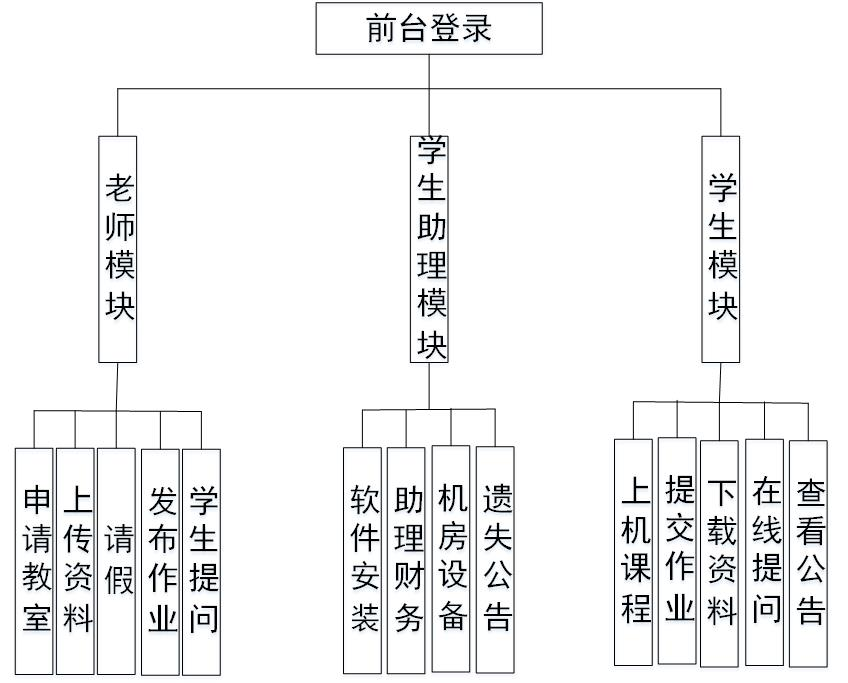 前台登录
老师模块
学生助理模块
学生模块
申请教室
上传资料
请假
发布作业
学生提问
软件安装
助理财务
机房设备
遗失公告
上机课程
提交作业
下载资料
在线提问
查看公告